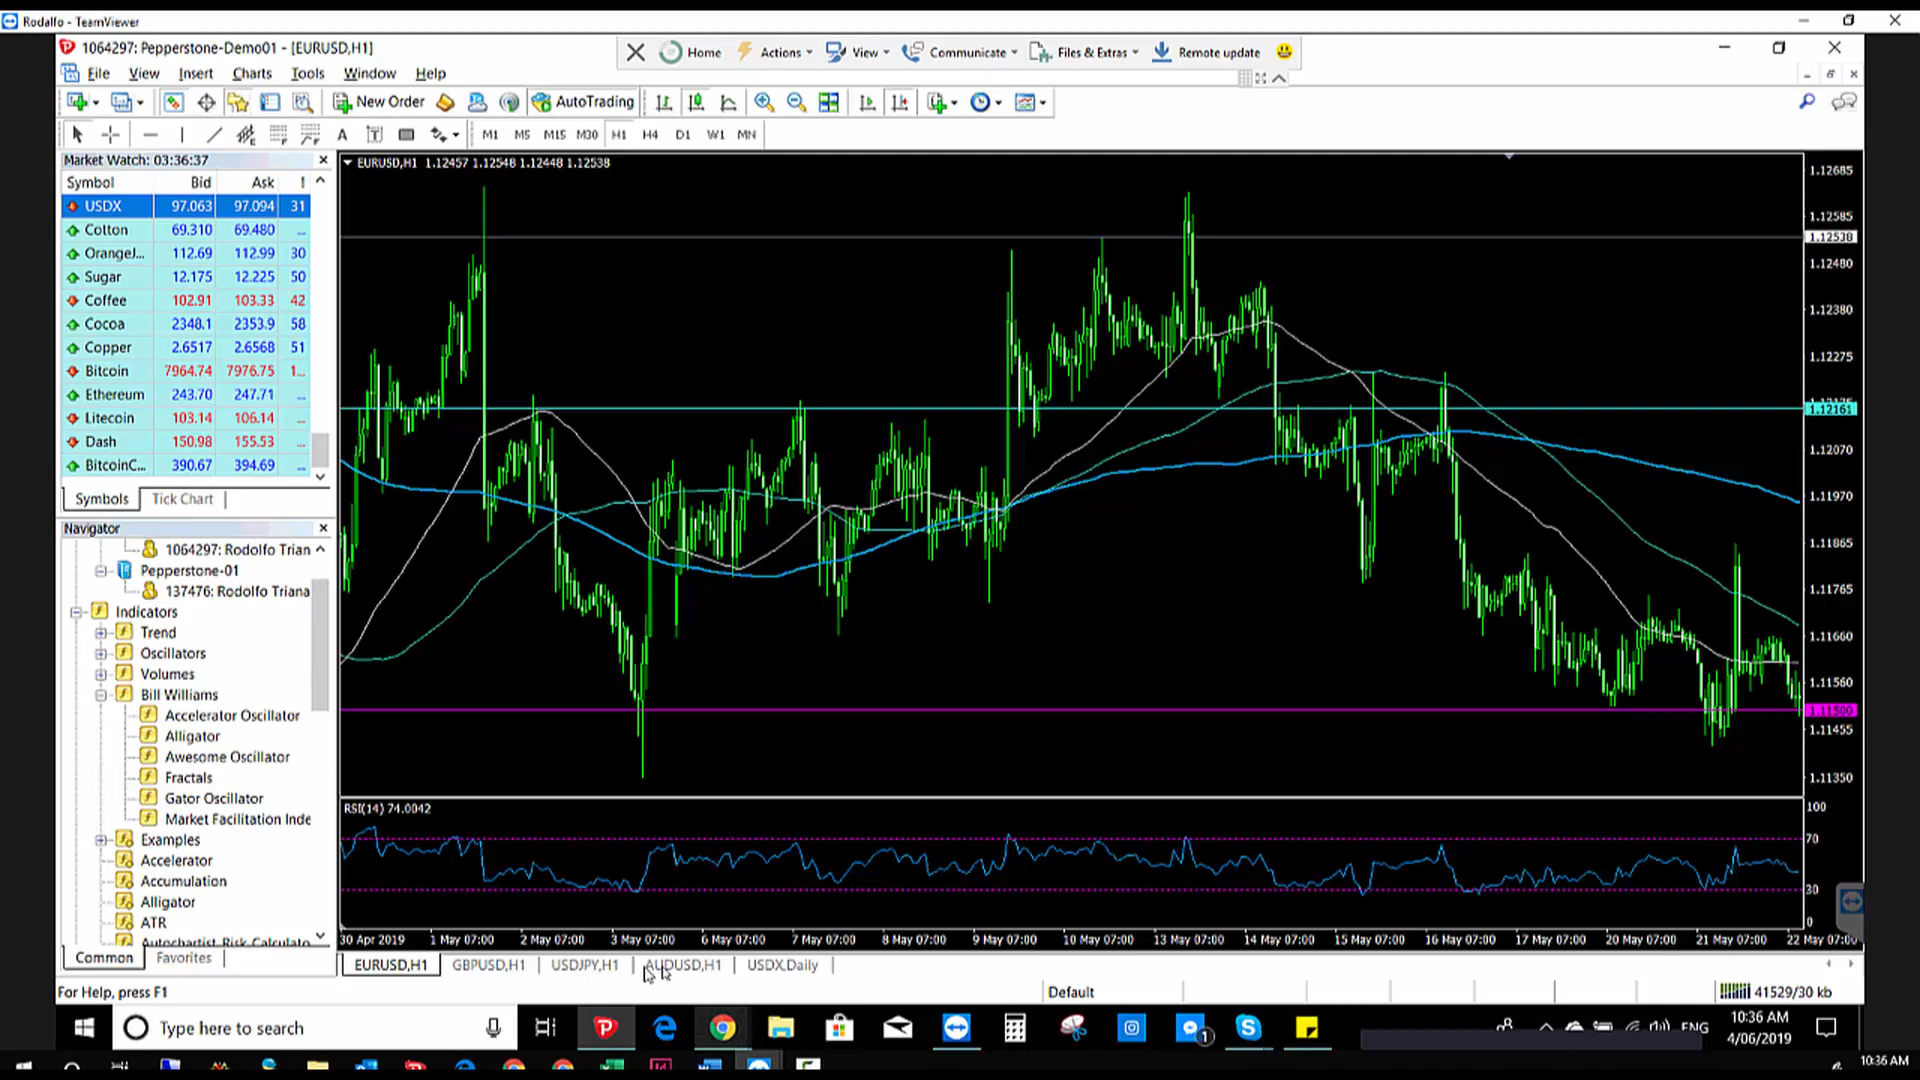 Rodalfo - TeamViewer
1064297: Pepperstone-Demo01 - [EURUSD,H1]
Home Actions View Communicate Files & Extras Remote update
File View Insert Charts Tools Window Help
New Order AutoTrading
A T M1 M5 M15 M30 H1 H4 D1 W1 MN
Market Watch: 03:36:37
Symbol Bid Ask !
USDX 97.063 97.094 31
Cotton 69.310 69.480 ...
OrangeJ... 112.69 112.99 30
Sugar 12.175 12.225 50
Coffee 102.91 103.33 42
Cocoa 2348.1 2353.9 58
Copper 2.6517 2.6568 51
Bitcoin 7964.74 7976.75 1...
Ethereum 243.70 247.71 ...
Litecoin 103.14 106.14 ...
Dash 150.98 155.53 ...
BitcoinC... 390.67 394.69 ...
Symbols Tick Chart
Navigator
1064297: Rodolfo Trian
Pepperstone-01
137476: Rodolfo Triana
Indicators
Trend
Oscillators
Volumes
Bill Williams
Accelerator Oscillator
Alligator
Awesome Oscillator
Fractals
Gator Oscillator
Market Facilitation Inde
Examples
Accelerator
Accumulation
Alligator
ATR
Autochartist_Risk_Calculato
Common Favorites
EURUSD,H1 1.12457 1.12548 1.12448 1.12538
1.12685
1.12585
1.12538
1.12480
1.12380
1.12275
1.12161
1.12070
1.11970
1.11865
1.11765
1.11660
1.11560
1.11500
1.11455
1.11350
RSI(14) 74.0042
100
70
30
0
30 Apr 2019 1 May 07:00 2 May 07:00 3 May 07:00 6 May 07:00 7 May 07:00 8 May 07:00 9 May 07:00 10 May 07:00 13 May 07:00 14 May 07:00 15 May 07:00 16 May 07:00 17 May 07:00 20 May 07:00 21 May 07:00 22 May 07:00
EURUSD,H1 GBPUSD,H1 USDJPY,H1 AUDUSD,H1 USDX,Daily
For Help, press F1 Default 41529/30 kb
Type here to search
1
ENG
10:36 AM
4/06/2019
10:36 AM